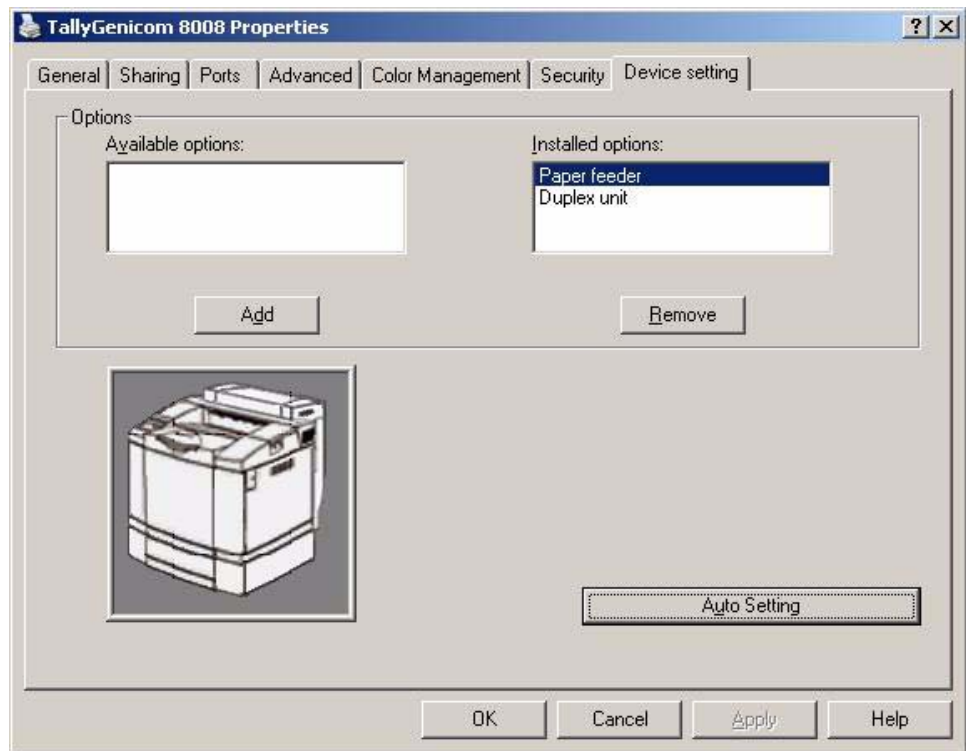 TallyGenicom 8008 Properties
General Sharing Ports Advanced Color Management Security Device setting
Options
Available options: Installed options:
Paper feeder
Duplex unit
Add Remove
Auto Setting
OK Cancel Apply Help